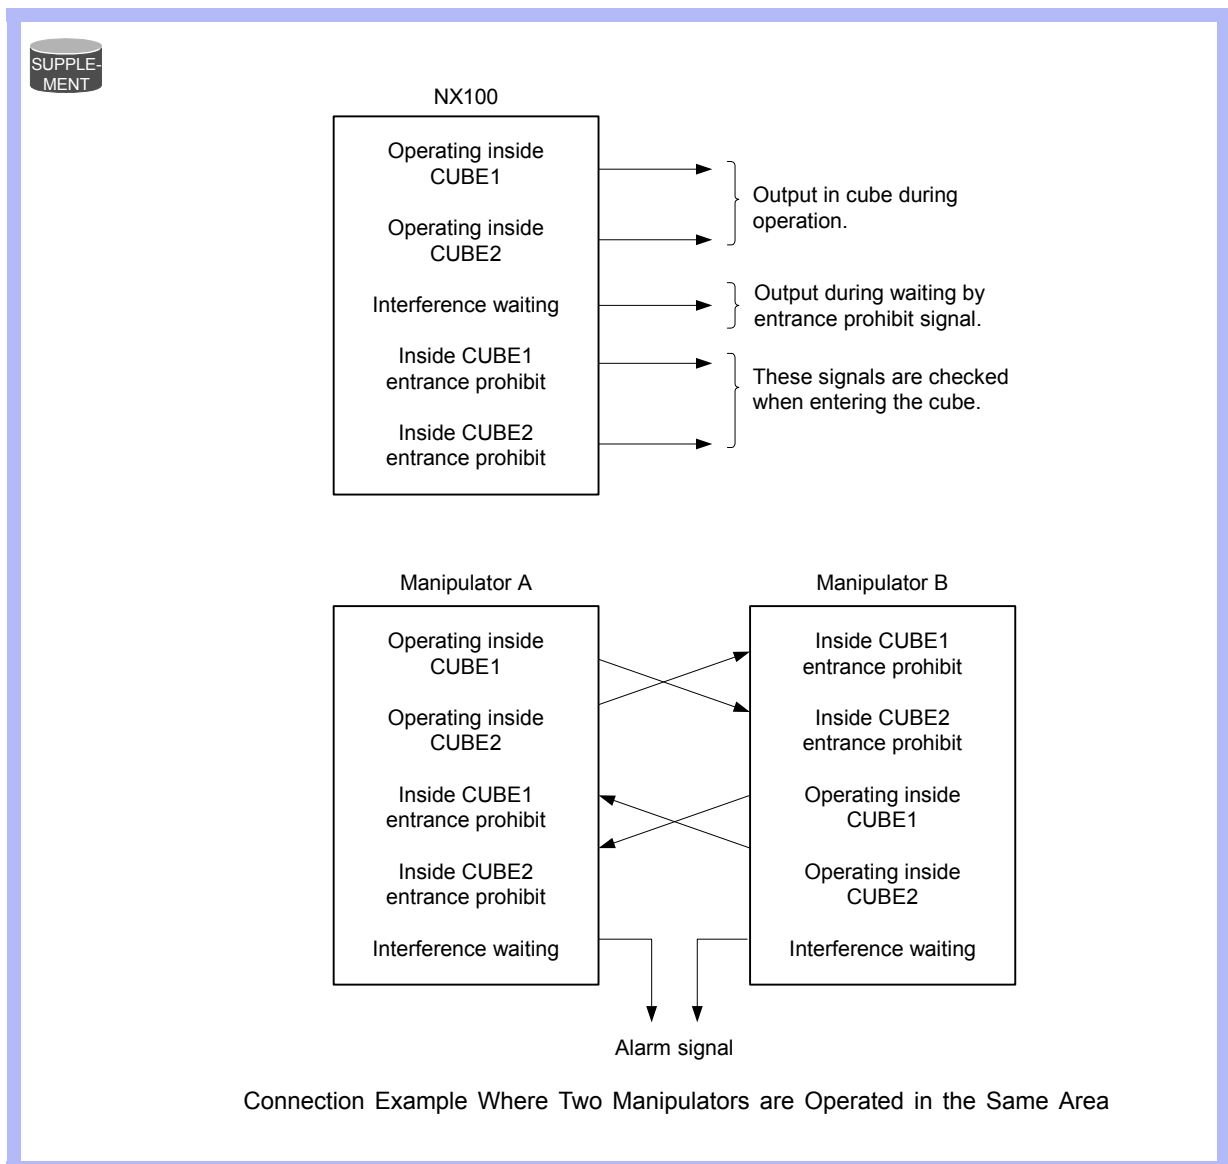 SUPPLE-
MENT
NX100
Operating inside
CUBE1
Operating inside
CUBE2
Interference waiting
Inside CUBE1
entrance prohibit
Inside CUBE2
entrance prohibit
Output in cube during
operation.
Output during waiting by
entrance prohibit signal.
These signals are checked
when entering the cube.
Manipulator A
Operating inside
CUBE1
Operating inside
CUBE2
Inside CUBE1
entrance prohibit
Inside CUBE2
entrance prohibit
Interference waiting
Manipulator B
Inside CUBE1
entrance prohibit
Inside CUBE2
entrance prohibit
Operating inside
CUBE1
Operating inside
CUBE2
Interference waiting
Alarm signal
Connection Example Where Two Manipulators are Operated in the Same Area